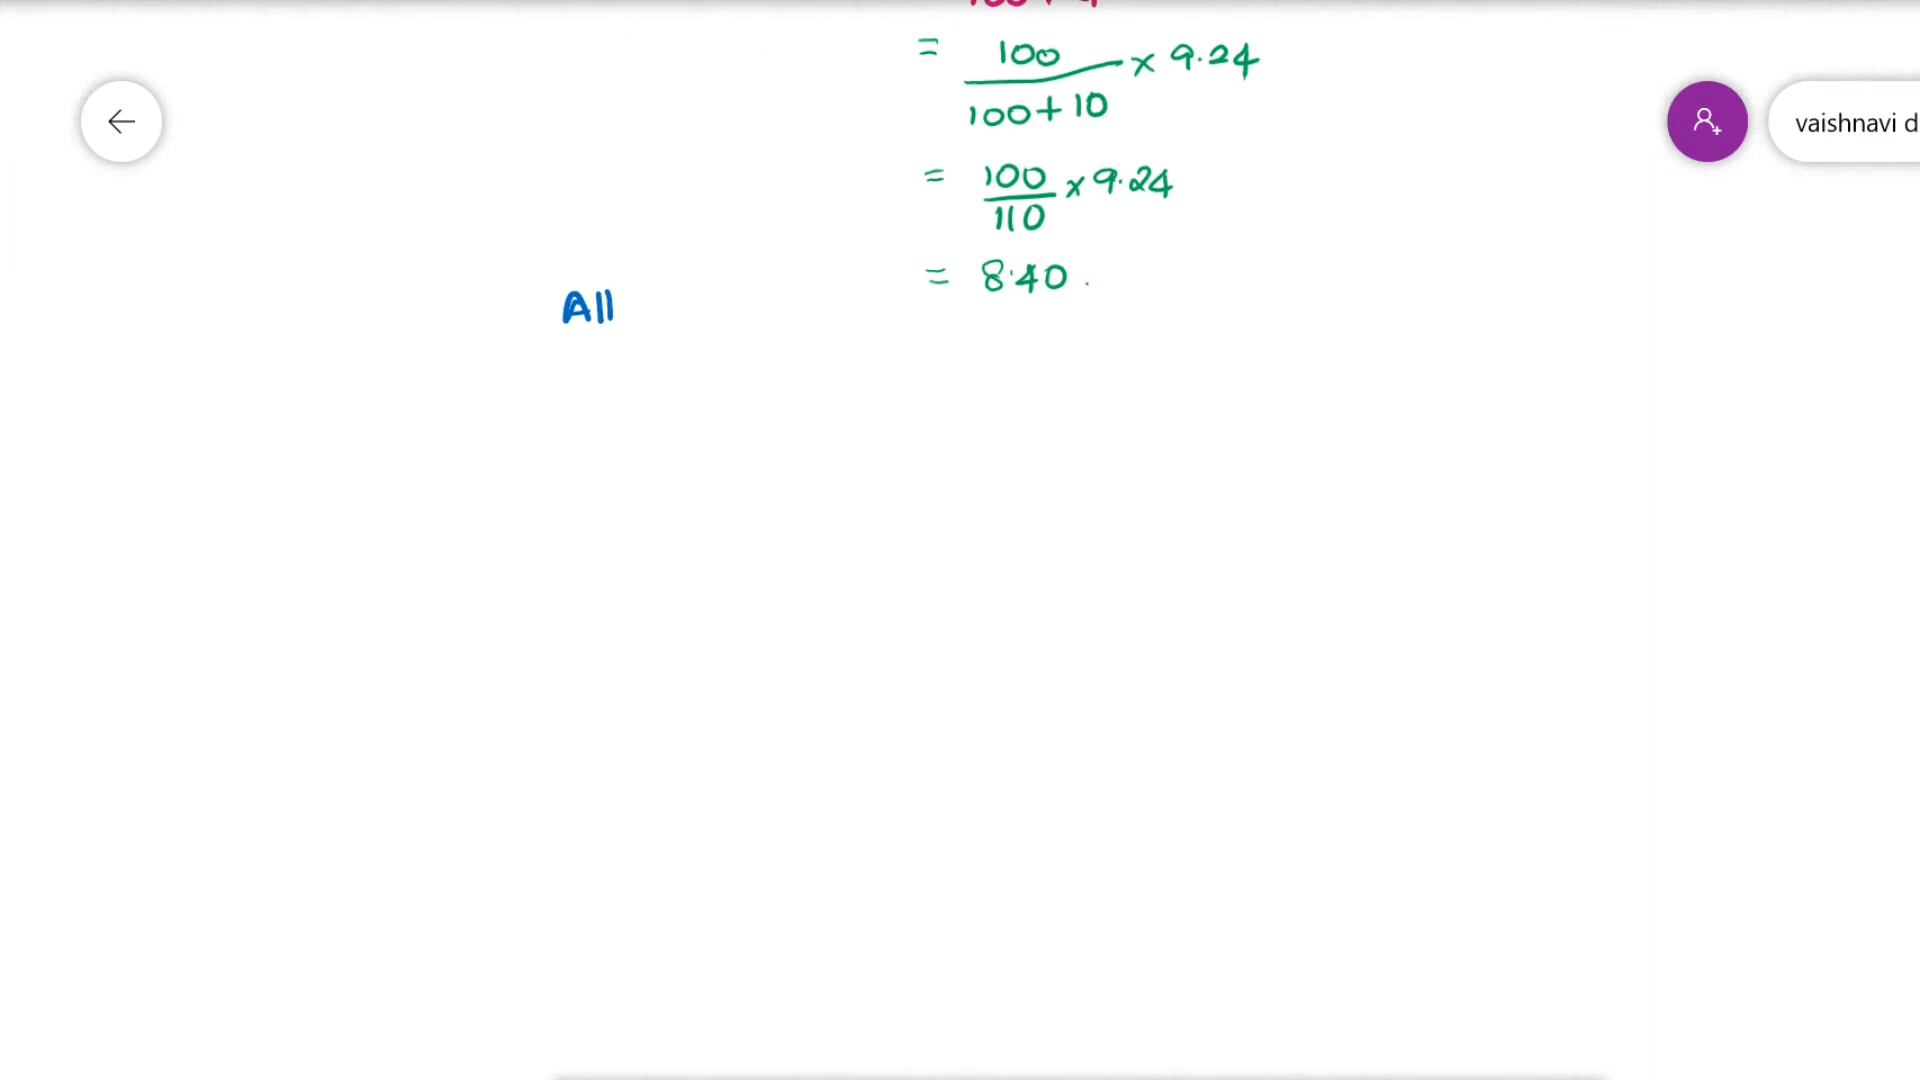 = 100 / 100 + 10 x 9.24
= 100 / 110 x 9.24
= 8.40 .
All
vaishnavi d